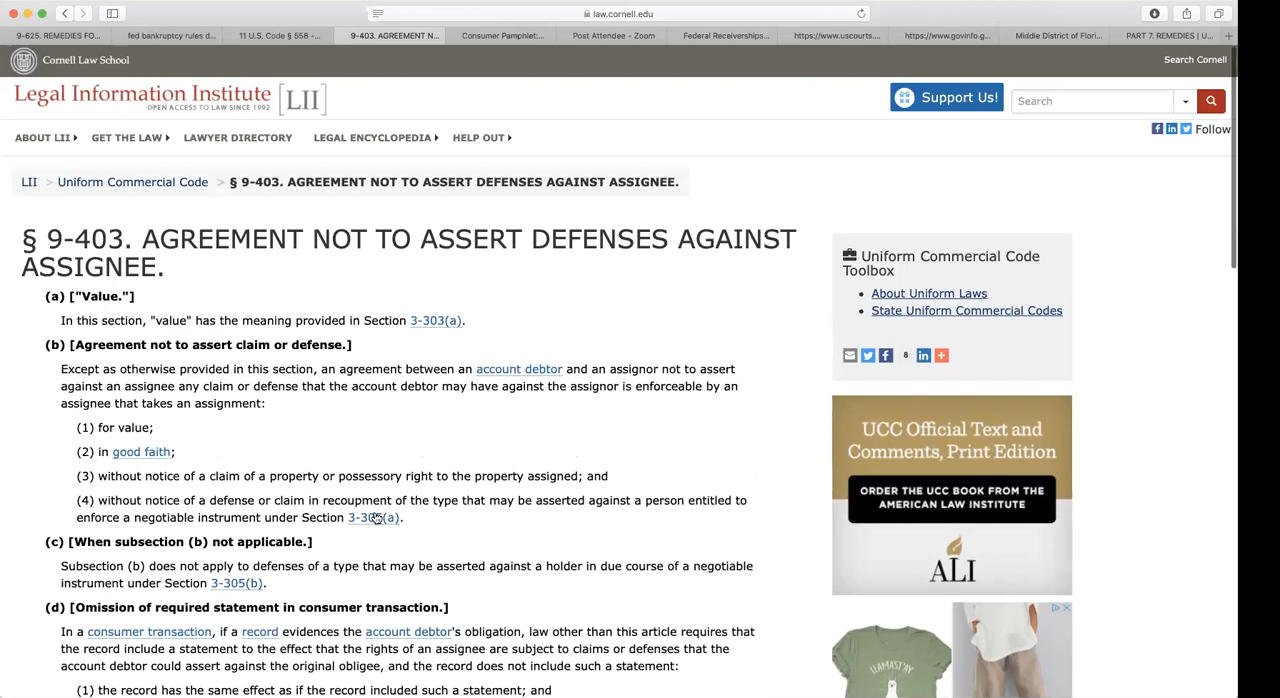 law.cornell.edu
9-625. REMEDIES FO...
fed bankruptcy rules d...
11 U.S. Code § 558 -...
9-403. AGREEMENT N...
Consumer Pamphlet:...
Post Attendee - Zoom
Federal Receiverships...
https://www.uscourts....
https://www.govinfo.g...
Middle District of Flori...
PART 7. REMEDIES | U...
Cornell Law School
Search Cornell
Legal Information Institute [LII]
OPEN ACCESS TO LAW SINCE 1992
Support Us!
Search
Follow
ABOUT LII GET THE LAW LAWYER DIRECTORY LEGAL ENCYCLOPEDIA HELP OUT
LII > Uniform Commercial Code > § 9-403. AGREEMENT NOT TO ASSERT DEFENSES AGAINST ASSIGNEE.
§ 9-403. AGREEMENT NOT TO ASSERT DEFENSES AGAINST
ASSIGNEE.
(a) ["Value."]
In this section, "value" has the meaning provided in Section 3-303(a).
(b) [Agreement not to assert claim or defense.]
Except as otherwise provided in this section, an agreement between an account debtor and an assignor not to assert
against an assignee any claim or defense that the account debtor may have against the assignor is enforceable by an
assignee that takes an assignment:
(1) for value;
(2) in good faith;
(3) without notice of a claim of a property or possessory right to the property assigned; and
(4) without notice of a defense or claim in recoupment of the type that may be asserted against a person entitled to
enforce a negotiable instrument under Section
(c) [When subsection (b) not applicable.]
Subsection (b) does not apply to defenses of a type that may be asserted against a holder in due course of a negotiable
instrument under Section 3-305(b).
(d) [Omission of required statement in consumer transaction.]
In a consumer transaction, if a record evidences the account debtor's obligation, law other than this article requires that
the record include a statement to the effect that the rights of an assignee are subject to claims or defenses that the
account debtor could assert against the original obligee, and the record does not include such a statement:
(1) the record has the same effect as if the record included such a statement; and
Uniform Commercial Code
Toolbox
• About Uniform Laws
• State Uniform Commercial Codes
8
UCC Official Text and
Comments, Print Edition
ORDER THE UCC BOOK FROM THE
AMERICAN LAW INSTITUTE
ALI
LLAMAST'AY